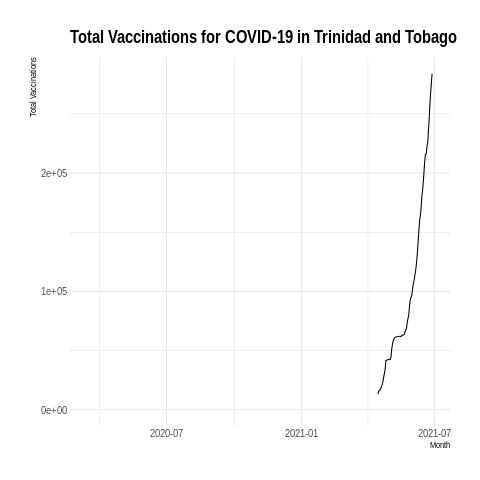 Total Vaccinations for COVID-19 in Trinidad and Tobago
Total Vaccinations
2e+05
1e+05
0e+00
2020-07 2021-01 2021-07
Month